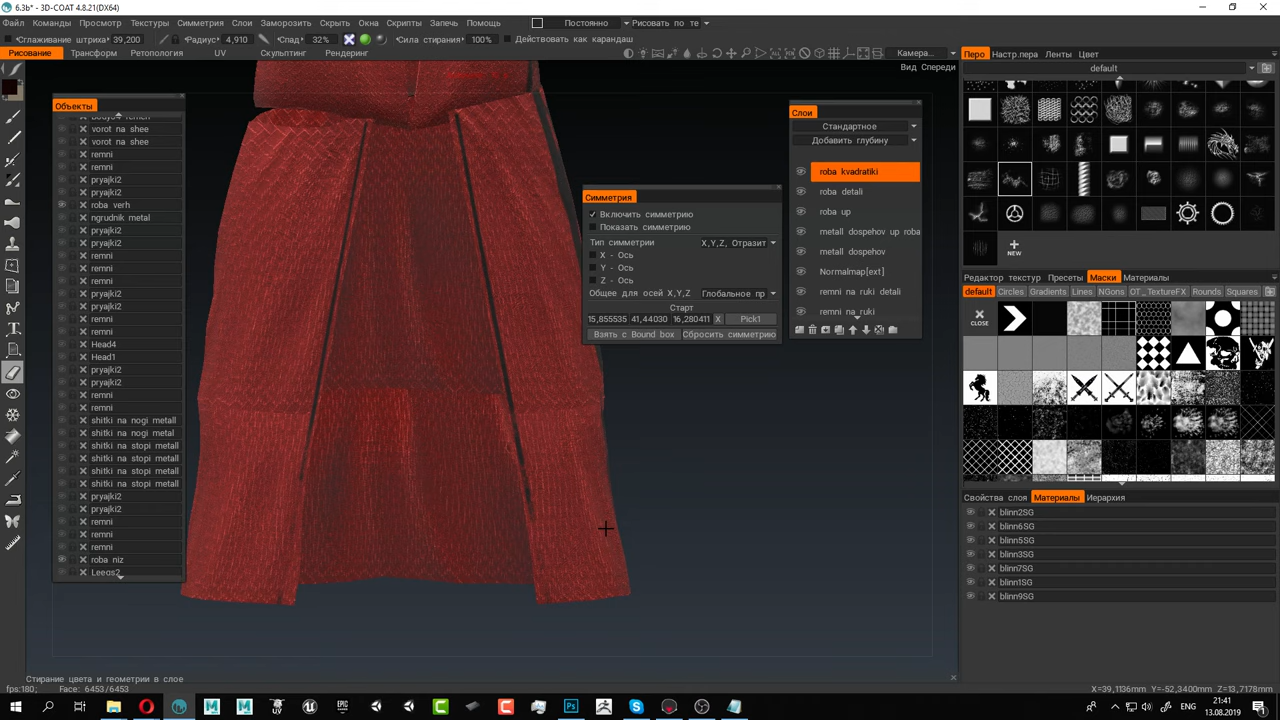 6.3b* - 3D-COAT 4.8.21(DX64)
Файл Команды Просмотр Текстуры Симметрия Слои Заморозить Скрыть Окна Скрипты Запечь Помощь Постоянно Рисовать по те
Сглаживание штриха 39,200 Радиус 4,910 Спад 32% Сила стирания 100% Действовать как карандаш
Рисование Трансформ Ретопология UV Скульптинг Рендеринг Камера...
Вид Спереди
Объекты
vorot na shee
vorot na shee
remni
remni
pryajki2
pryajki2
roba verh
ngrudnik metal
pryajki2
pryajki2
remni
remni
remni
pryajki2
pryajki2
remni
remni
Head4
Head1
pryajki2
pryajki2
remni
remni
shitki na nogi metall
shitki na nogi metal
shitki na stopi metall
shitki na stopi metall
shitki na stopi metall
shitki na stopi metall
pryajki2
pryajki2
remni
remni
remni
roba niz
Leegs2
Симметрия
Включить симметрию
Показать симметрию
Тип симметрии X,Y,Z, Отразит
X - Ось
Y - Ось
Z - Ось
Общее для осей X,Y,Z Глобальное пр
Старт
15,855535 41,44030 16,280411 X Pick1
Взять с Bound box Сбросить симметрию
Слои
Стандартное
Добавить глубину
roba kvadratiki
roba detali
roba up
metall dospehov up roba
metall dospehov
Normalmap[ext]
remni na ruki detali
remni na ruki
Перо Настр.пера Ленты Цвет
default
NEW
Редактор текстур Пресеты Маски Материалы
default Circles Gradients Lines NGons DT_TextureFX Rounds Squares
CLOSE
Свойства слоя Материалы Иерархия
blinn2SG
blinn6SG
blinn5SG
blinn3SG
blinn7SG
blinn1SG
blinn9SG
Стирание цвета и геометрии в слое
fps:180; Face: 6453/6453
X=39,1136mm Y=-52,3400mm Z=13,7178mm
ENG
21:41
13.08.2019